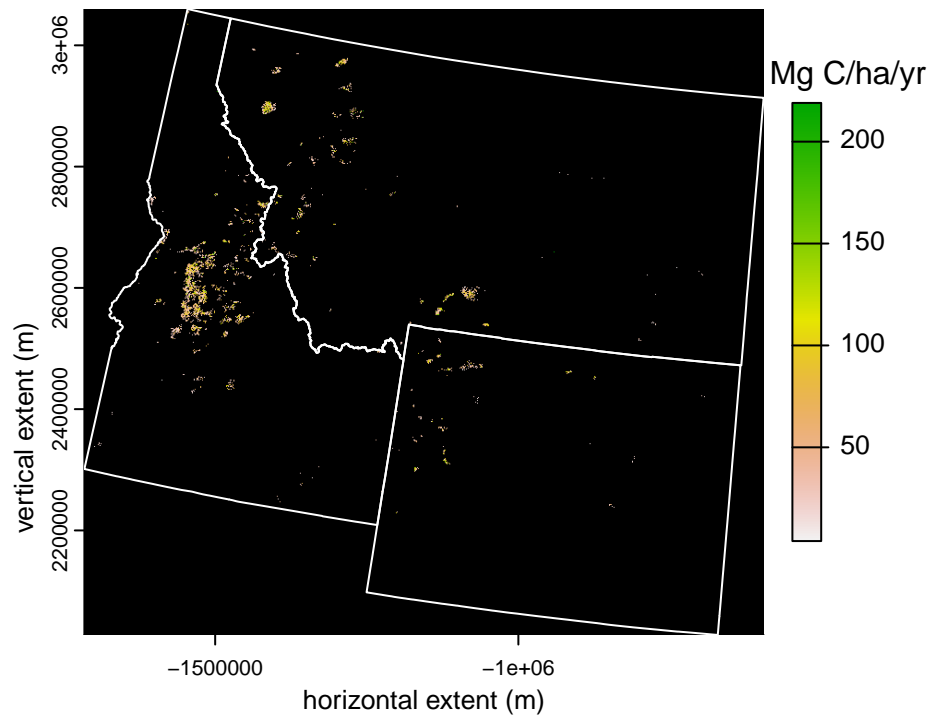 Mg C/ha/yr
200
150
100
50
vertical extent (m)
3e+06
2800000
2600000
2400000
2200000
−1500000
−1e+06
horizontal extent (m)